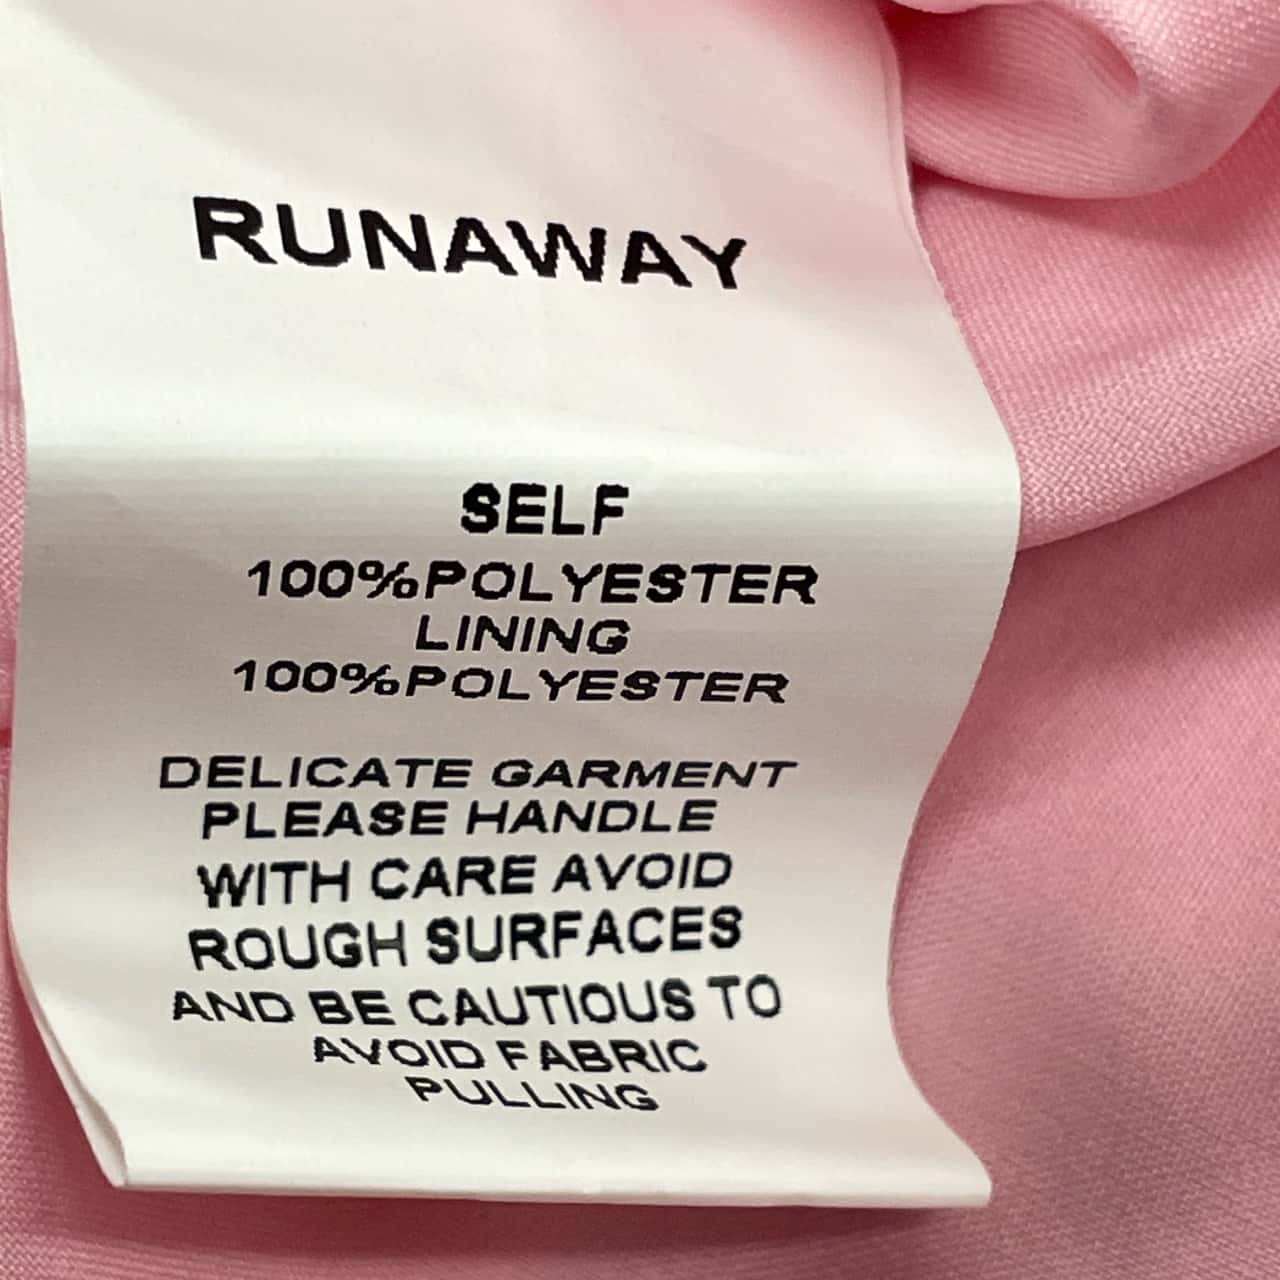 RUNAWAY
SELF
100%POLYESTER
LINING
100%POLYESTER
DELICATE GARMENT
PLEASE HANDLE
WITH CARE AVOID
ROUGH SURFACES
AND BE CAUTIOUS TO
AVOID FABRIC
PULLING